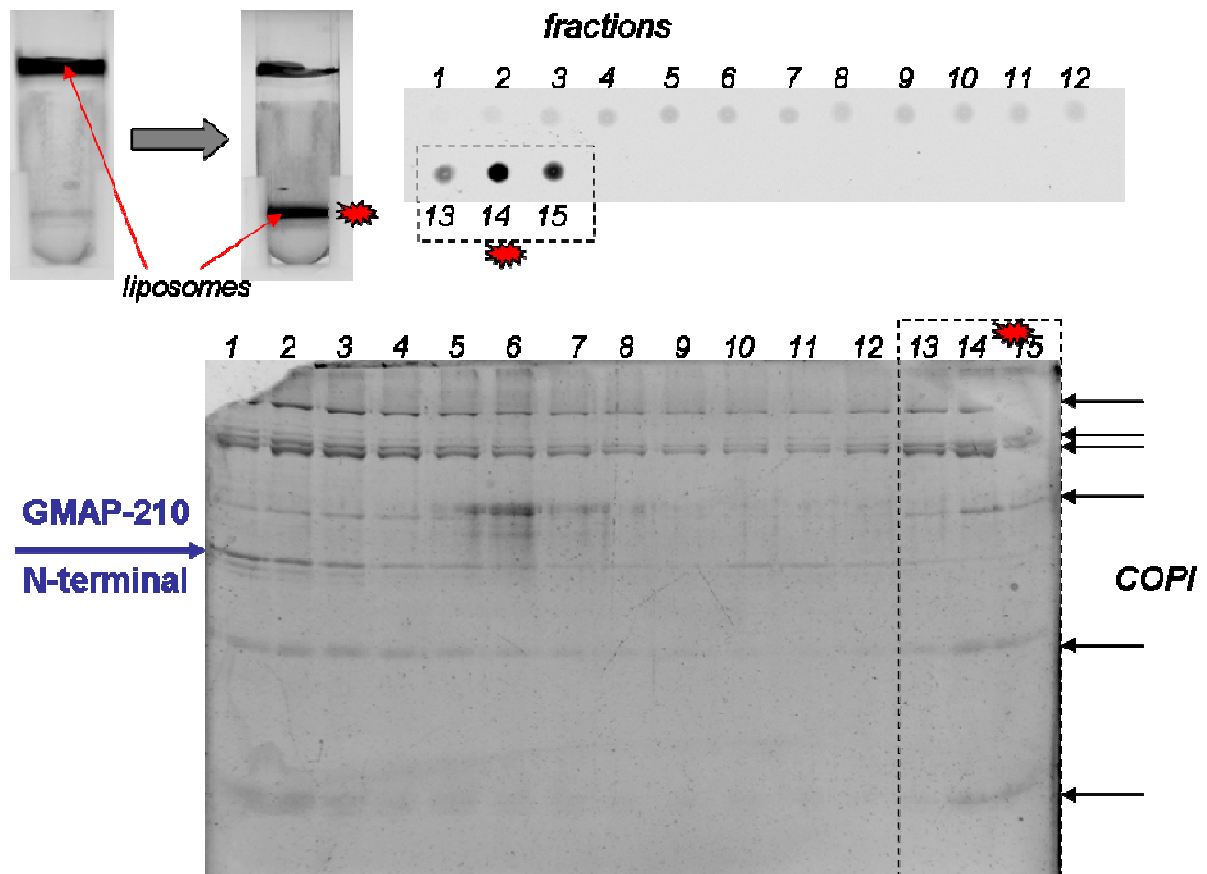 fractions
1 2 3 4 5 6 7 8 9 10 11 12
13 14 15
liposomes
1 2 3 4 5 6 7 8 9 10 11 12 13 14 15
GMAP-210
N-terminal
COPI